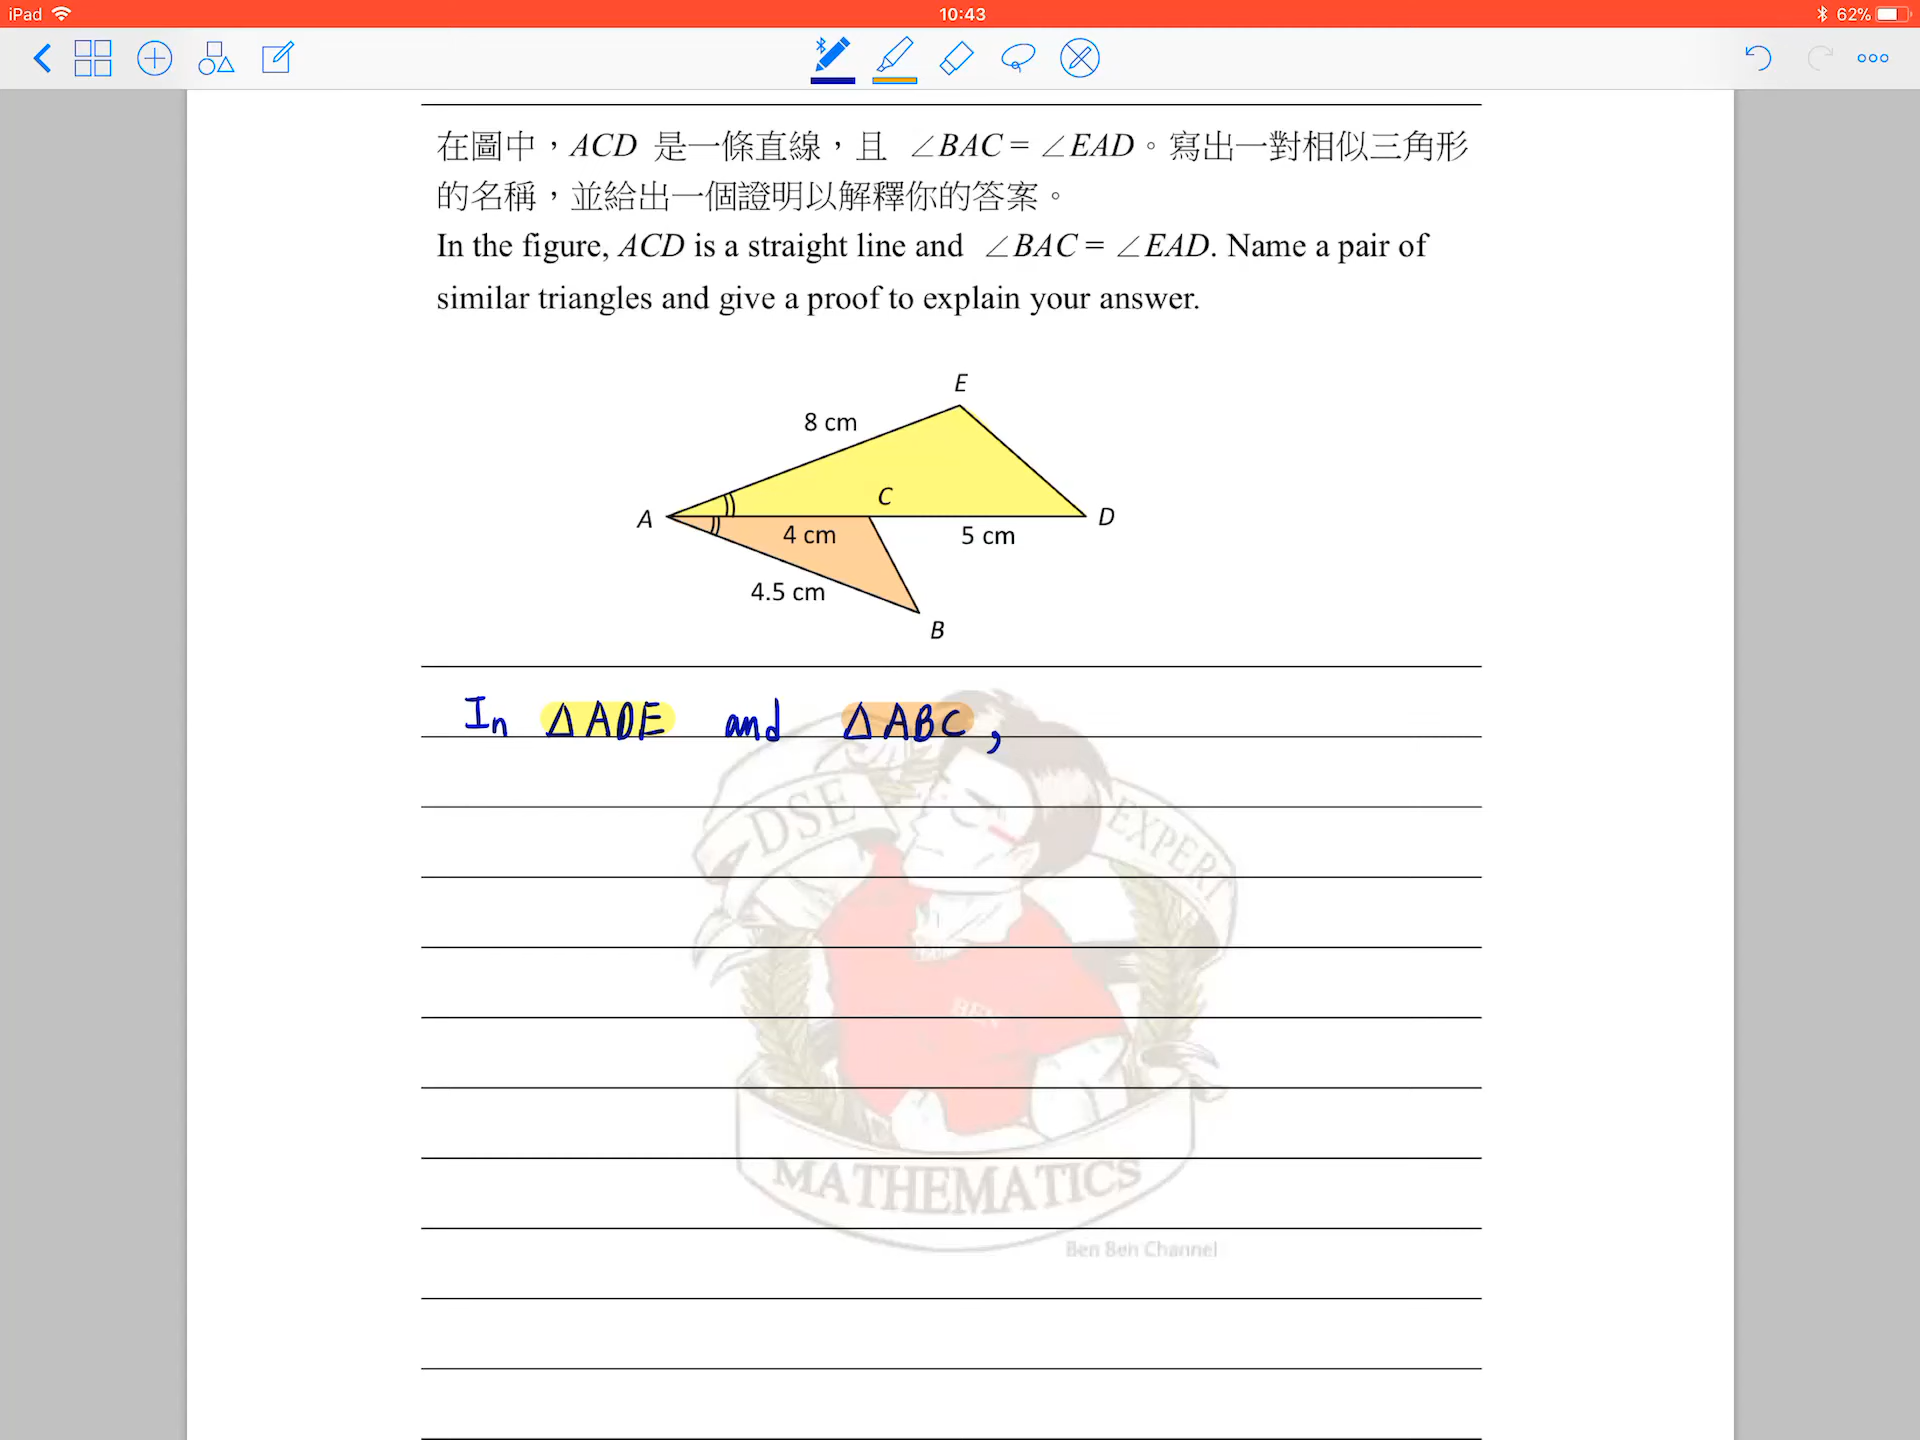 iPad 10:43 62%
在圖中，ACD 是一條直線，且 ∠BAC = ∠EAD。寫出一對相似三角形
的名稱，並給出一個證明以解釋你的答案。
In the figure, ACD is a straight line and ∠BAC = ∠EAD. Name a pair of
similar triangles and give a proof to explain your answer.
E
8 cm
C
A
D
4 cm
5 cm
4.5 cm
B
In △ADE and △ABC,
DSE
EXPERT
BEN
MATHEMATICS
Ben Ben Channel